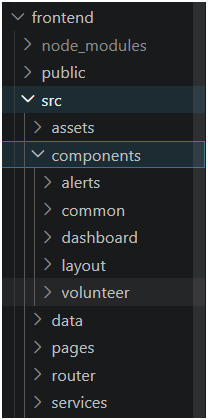 frontend
node_modules
public
src
assets
components
alerts
common
dashboard
layout
volunteer
data
pages
router
services